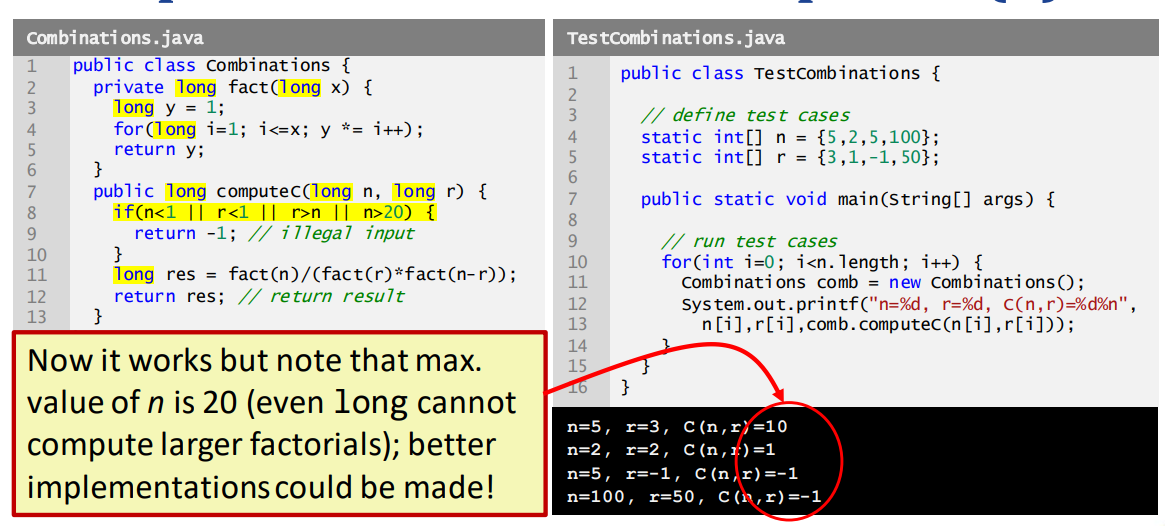 Combinations.java
1 public class Combinations {
2 private long fact(long x) {
3 long y = 1;
4 for(long i=1; i<=x; y *= i++);
5 return y;
6 }
7 public long computeC(long n, long r) {
8 if(n<1 || r<1 || r>n || n>20) {
9 return -1; // illegal input
10 }
11 long res = fact(n)/(fact(r)*fact(n-r));
12 return res; // return result
13 }
Now it works but note that max.
value of n is 20 (even long cannot
compute larger factorials); better
implementations could be made!
TestCombinations.java
1 public class TestCombinations {
2
3 // define test cases
4 static int[] n = {5,2,5,100};
5 static int[] r = {3,1,-1,50};
6
7 public static void main(String[] args) {
8
9 // run test cases
10 for(int i=0; i<n.length; i++) {
11 Combinations comb = new Combinations();
12 System.out.printf("n=%d, r=%d, C(n,r)=%d%n",
13 n[i],r[i],comb.computeC(n[i],r[i]));
14 }
15 }
16 }
n=5, r=3, C(n,r)=10
n=2, r=2, C(n,r)=1
n=5, r=-1, C(n,r)=-1
n=100, r=50, C(n,r)=-1